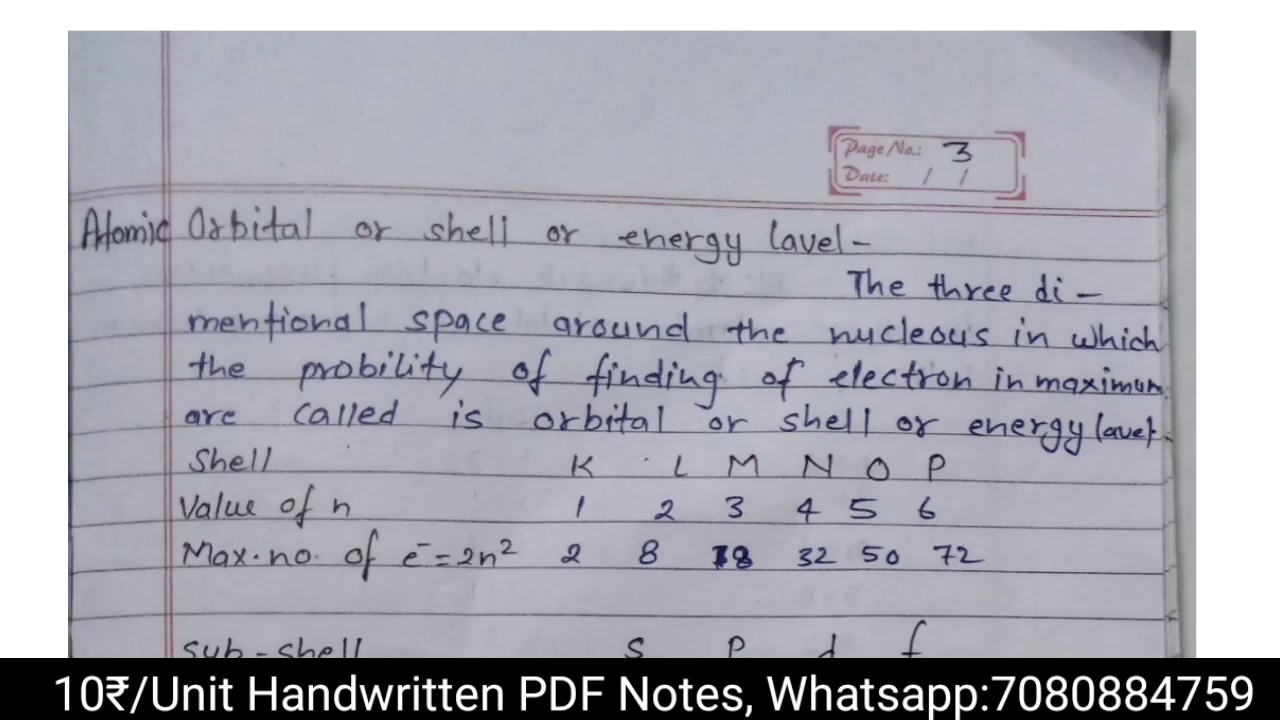 Page No.: 3
Date: / /
Atomic Orbital or shell or energy lavel-
The three di-
mentional space around the nucleous in which
the probility of finding of electron in maximum
are called is orbital or shell or energy lavel.
Shell K L M N O P
Value of n 1 2 3 4 5 6
Max. no. of e⁻ = 2n² 2 8 18 32 50 72
Sub-shell S P d f
10₹/Unit Handwritten PDF Notes, Whatsapp:7080884759